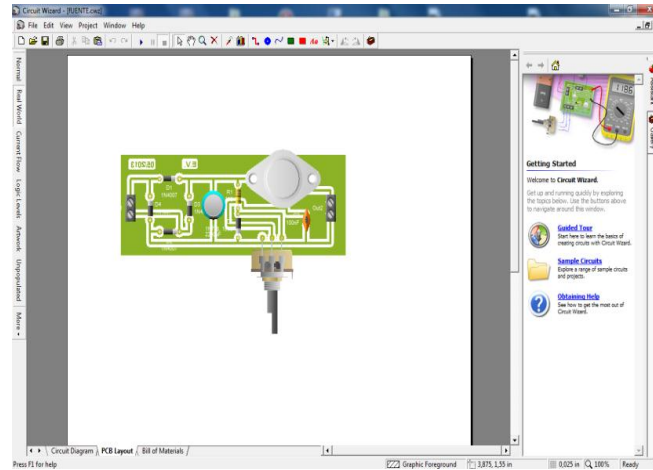 Circuit Wizard - [FUENTE.cwz]
File Edit View Project Window Help
Normal
Real World
Current Flow
Logic Levels
Artwork
Unpopulated
More
05.2013
F.V.
D1
1N4007
D4
D3
R1
Out2
100nF
1186
Getting Started
Welcome to Circuit Wizard.
Get up and running quickly by exploring
the topics below. Use the buttons above
to navigate around this window.
Guided Tour
Start here to learn the basics of
creating circuits with Circuit Wizard.
Sample Circuits
Explore a range of sample circuits
and projects.
Obtaining Help
See how to get the most out of
Circuit Wizard.
Circuit Diagram PCB Layout Bill of Materials
Press F1 for help
Graphic Foreground 3,875, 1,55 in 0,025 in 100% Ready